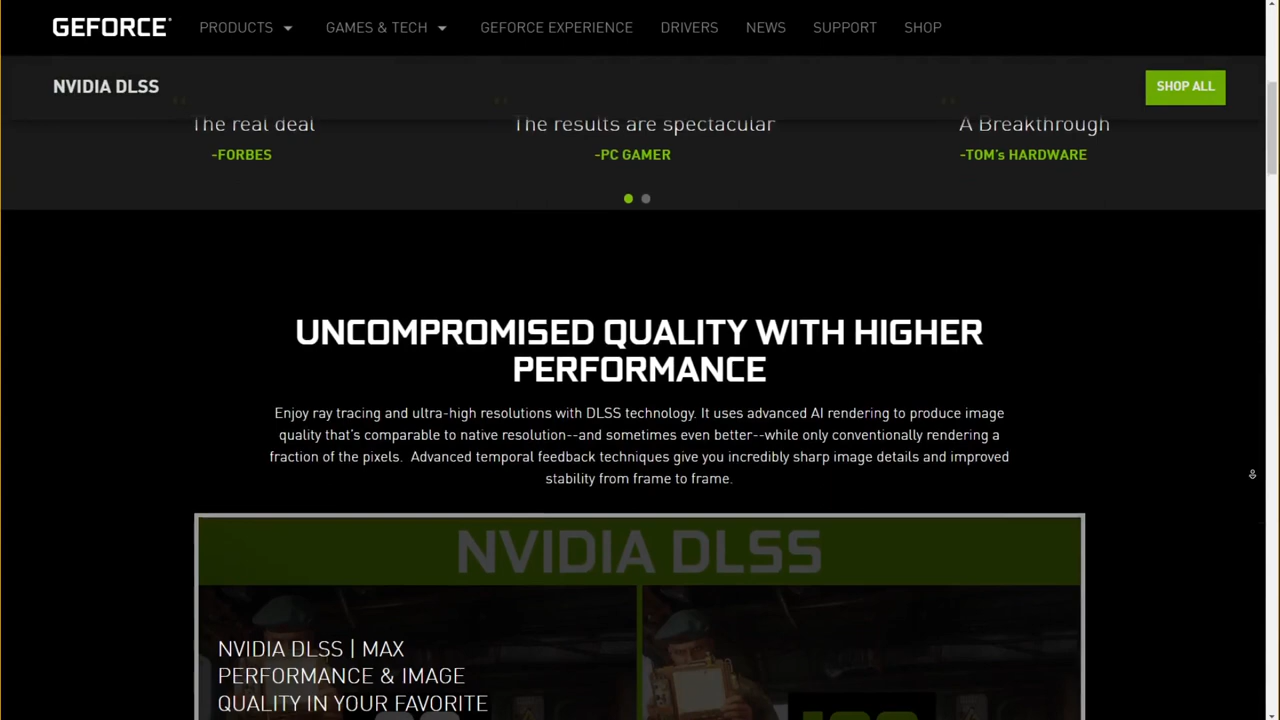 GEFORCE
PRODUCTS GAMES & TECH GEFORCE EXPERIENCE DRIVERS NEWS SUPPORT SHOP
NVIDIA DLSS
SHOP ALL
The real deal
-FORBES
The results are spectacular
-PC GAMER
A Breakthrough
-TOM's HARDWARE
UNCOMPROMISED QUALITY WITH HIGHER
PERFORMANCE
Enjoy ray tracing and ultra-high resolutions with DLSS technology. It uses advanced AI rendering to produce image
quality that's comparable to native resolution--and sometimes even better--while only conventionally rendering a
fraction of the pixels. Advanced temporal feedback techniques give you incredibly sharp image details and improved
stability from frame to frame.
NVIDIA DLSS
NVIDIA DLSS | MAX
PERFORMANCE & IMAGE
QUALITY IN YOUR FAVORITE